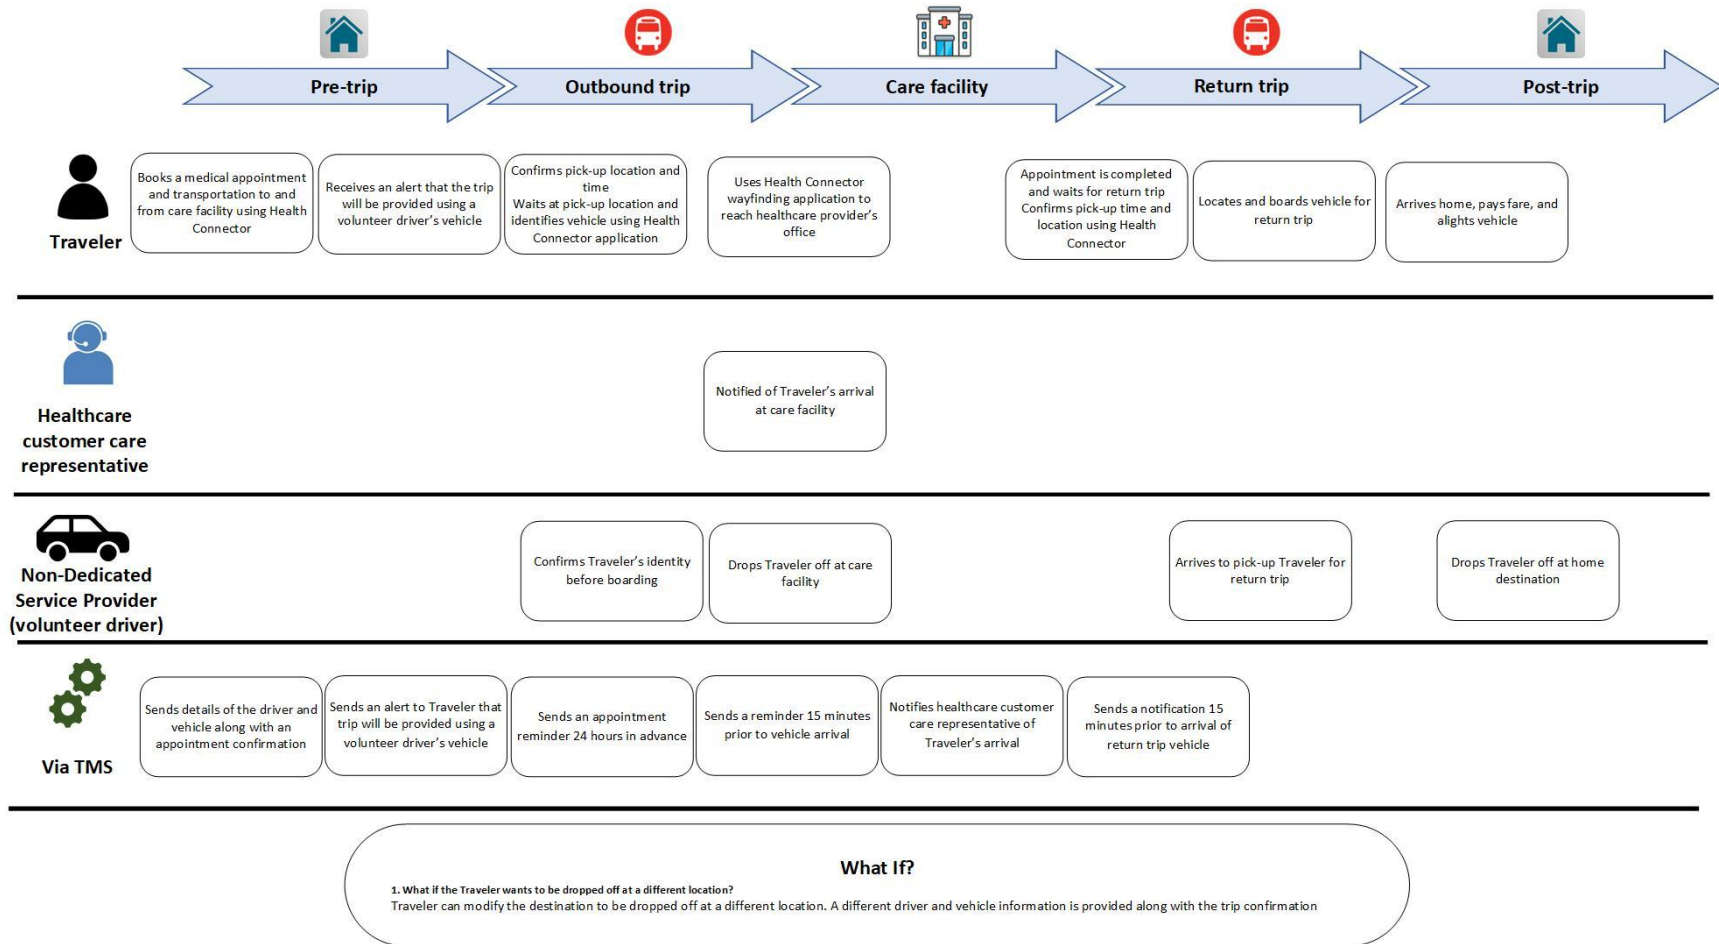 Pre-trip
Outbound trip
Care facility
Return trip
Post-trip
Traveler
Books a medical appointment
and transportation to and
from care facility using Health
Connector
Receives an alert that the trip
will be provided using a
volunteer driver's vehicle
Confirms pick-up location and
time
Waits at pick-up location and
identifies vehicle using Health
Connector application
Uses Health Connector
wayfinding application to
reach healthcare provider's
office
Appointment is completed
and waits for return trip
Confirms pick-up time and
location using Health
Connector
Locates and boards vehicle for
return trip
Arrives home, pays fare, and
alights vehicle
Healthcare
customer care
representative
Notified of Traveler's arrival
at care facility
Non-Dedicated
Service Provider
(volunteer driver)
Confirms Traveler's identity
before boarding
Drops Traveler off at care
facility
Arrives to pick-up Traveler for
return trip
Drops Traveler off at home
destination
Via TMS
Sends details of the driver and
vehicle along with an
appointment confirmation
Sends an alert to Traveler that
trip will be provided using a
volunteer driver's vehicle
Sends an appointment
reminder 24 hours in advance
Sends a reminder 15 minutes
prior to vehicle arrival
Notifies healthcare customer
care representative of
Traveler's arrival
Sends a notification 15
minutes prior to arrival of
return trip vehicle
What If?
1. What if the Traveler wants to be dropped off at a different location?
Traveler can modify the destination to be dropped off at a different location. A different driver and vehicle information is provided along with the trip confirmation